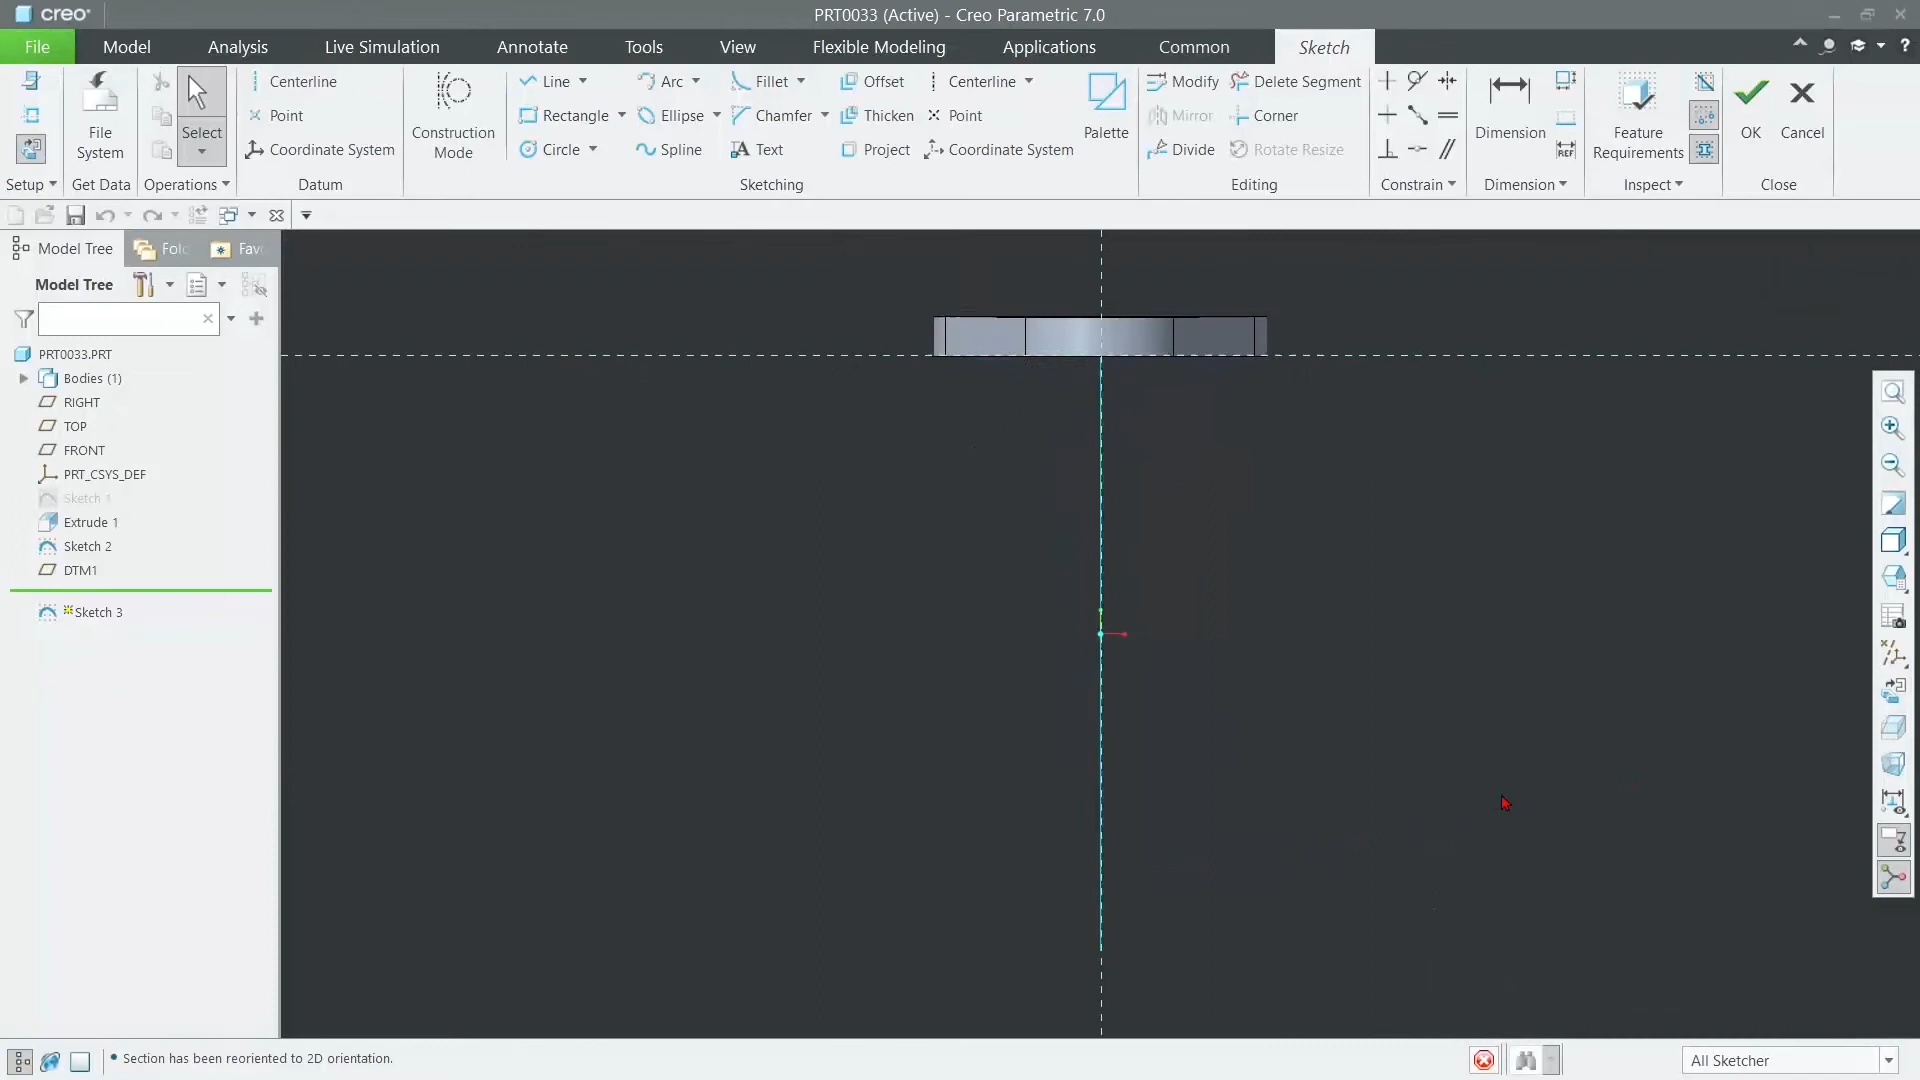 creo®
PRT0033 (Active) - Creo Parametric 7.0
File Model Analysis Live Simulation Annotate Tools View Flexible Modeling Applications Common Sketch
Centerline Line Arc Fillet Offset Centerline Modify Delete Segment
Point Rectangle Ellipse Chamfer Thicken Point Mirror Corner
Coordinate System Circle Spline Text Project Coordinate System Divide Rotate Resize
File System
Select
Construction Mode
Palette
Dimension
Feature Requirements
OK
Cancel
REF
Setup Get Data Operations Datum Sketching Editing Constrain Dimension Inspect Close
Model Tree Fol Fav
Model Tree
PRT0033.PRT
Bodies (1)
RIGHT
TOP
FRONT
PRT_CSYS_DEF
Sketch 1
Extrude 1
Sketch 2
DTM1
Sketch 3
• Section has been reoriented to 2D orientation.
All Sketcher